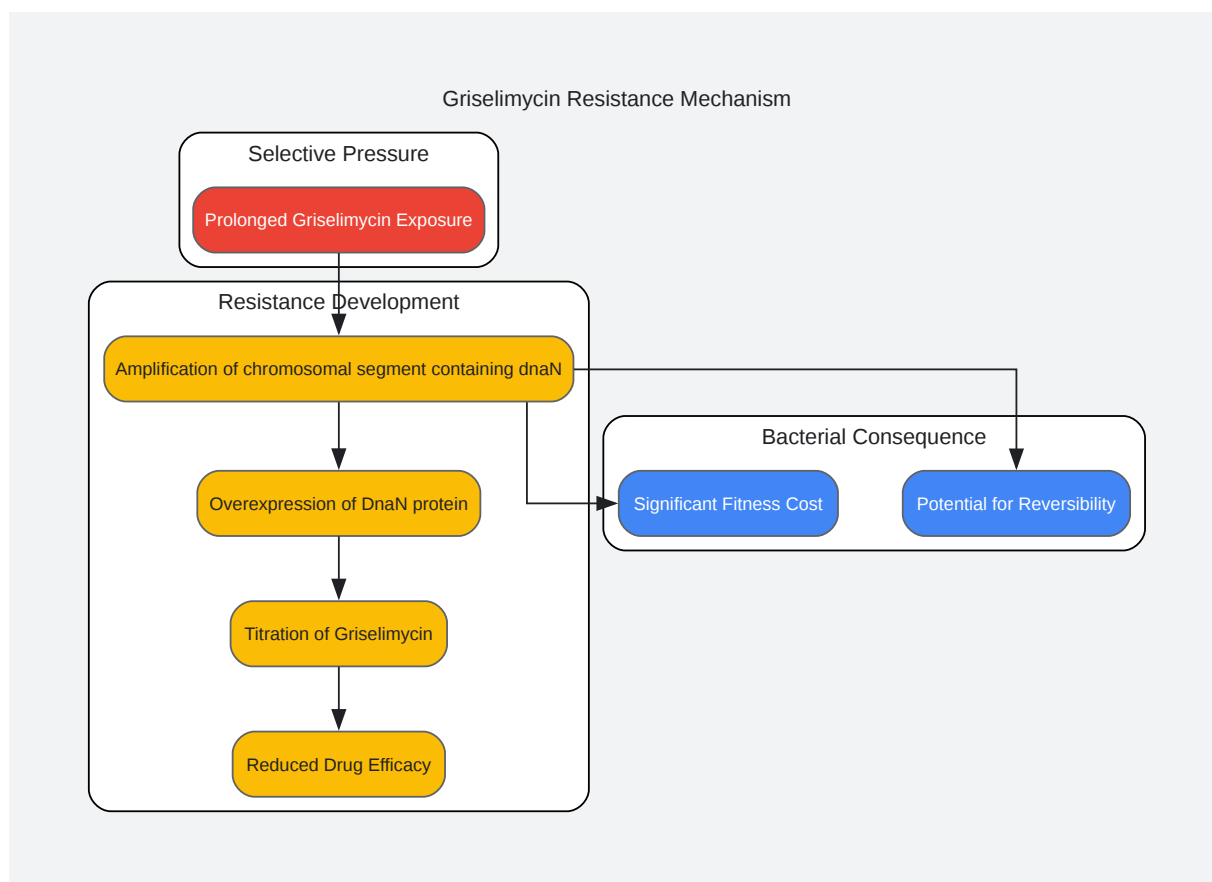 Griselimycin Resistance Mechanism
Selective Pressure
Prolonged Griselimycin Exposure
Resistance Development
Amplification of chromosomal segment containing dnaN
Bacterial Consequence
Overexpression of DnaN protein
Significant Fitness Cost
Potential for Reversibility
Titration of Griselimycin
Reduced Drug Efficacy